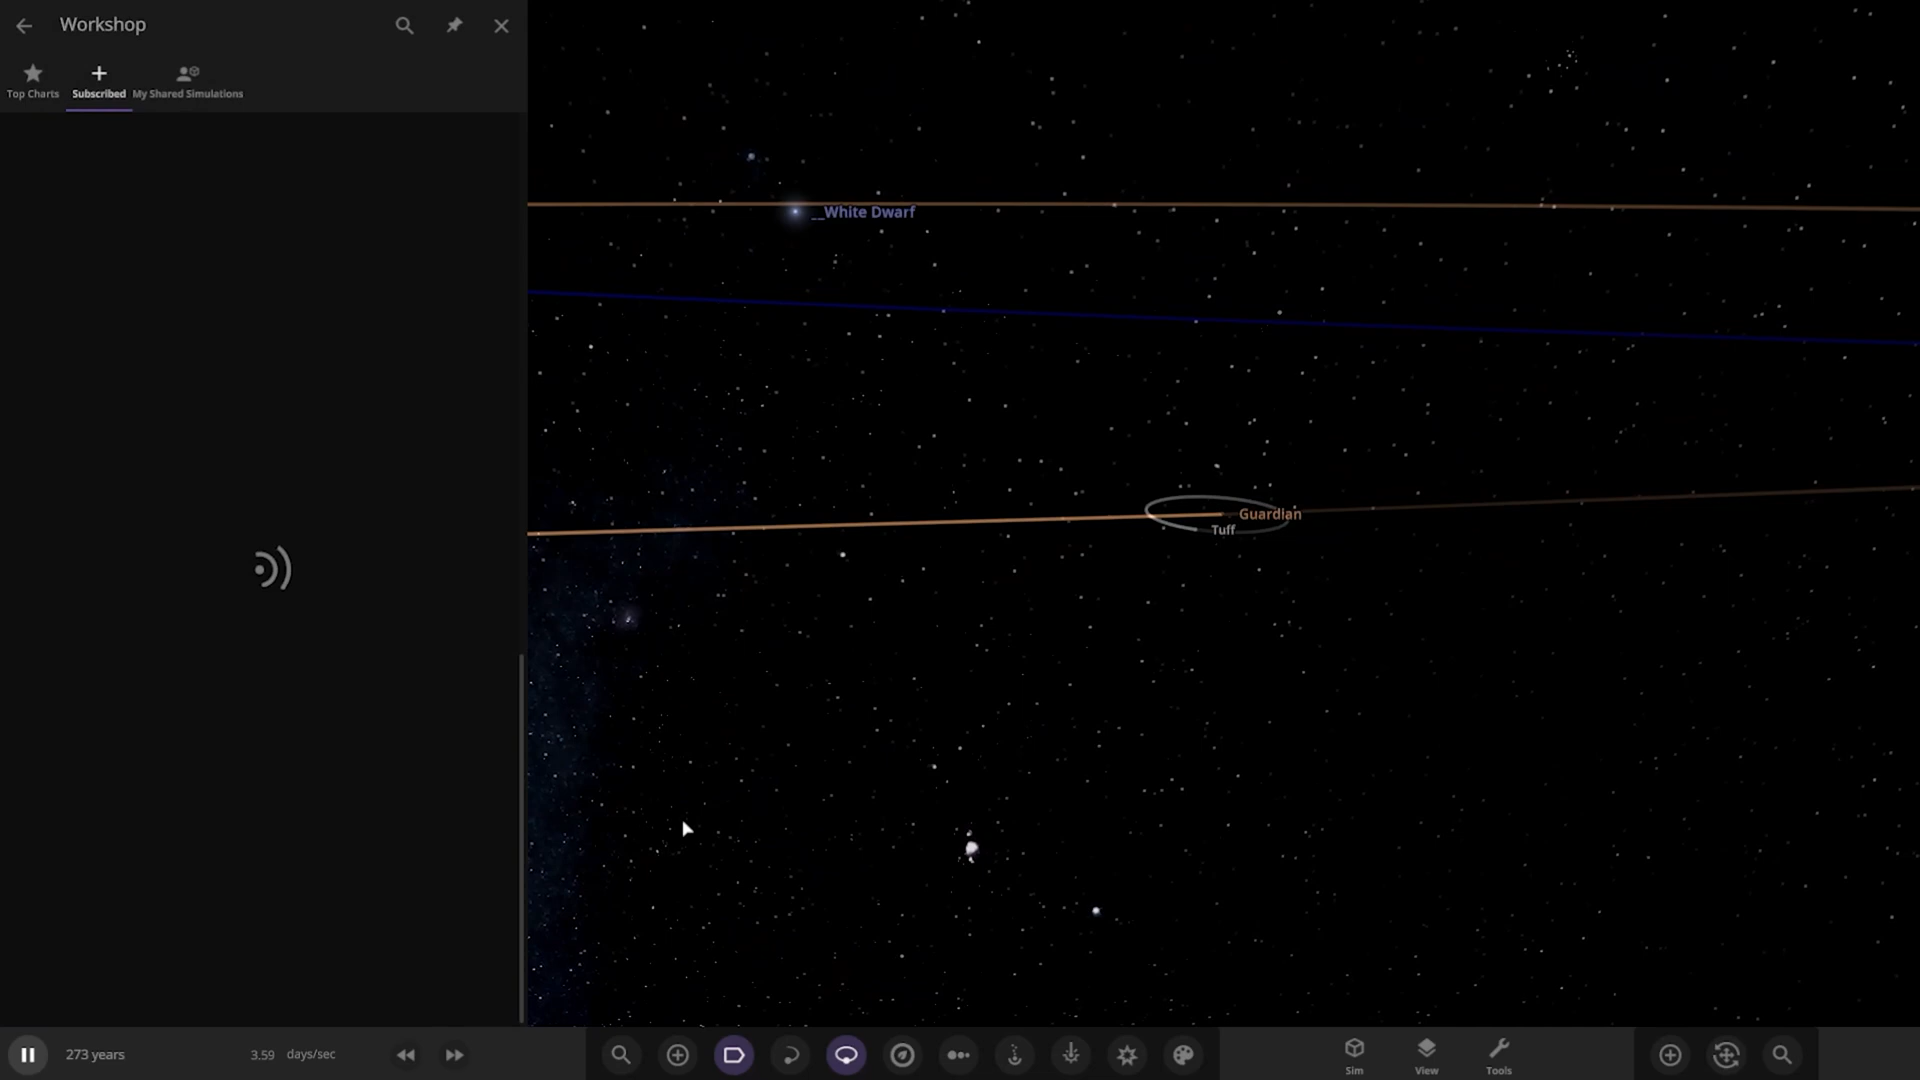 Workshop
Top Charts
Subscribed
My Shared Simulations
__White Dwarf
Guardian
Tuff
273 years
3.59 days/sec
Sim
View
Tools